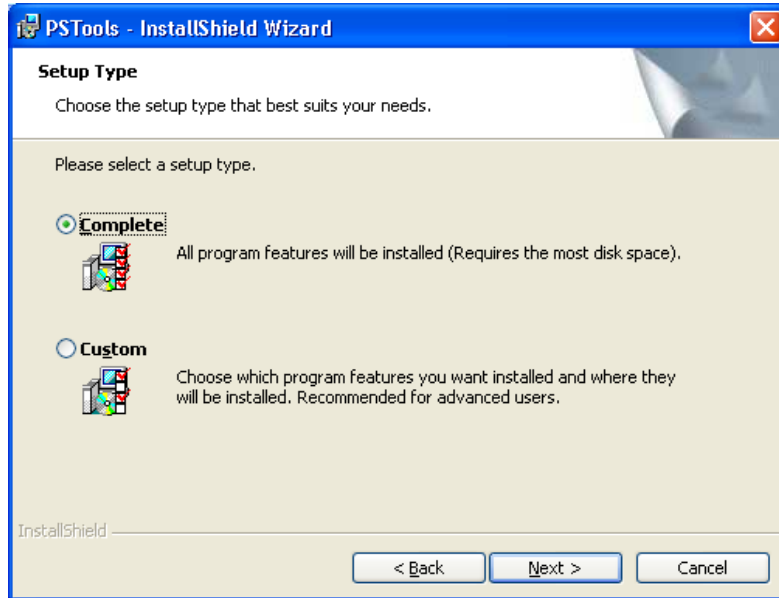 PSTools - InstallShield Wizard
Setup Type
Choose the setup type that best suits your needs.
Please select a setup type.
Complete
All program features will be installed (Requires the most disk space).
Custom
Choose which program features you want installed and where they
will be installed. Recommended for advanced users.
InstallShield
< Back
Next >
Cancel